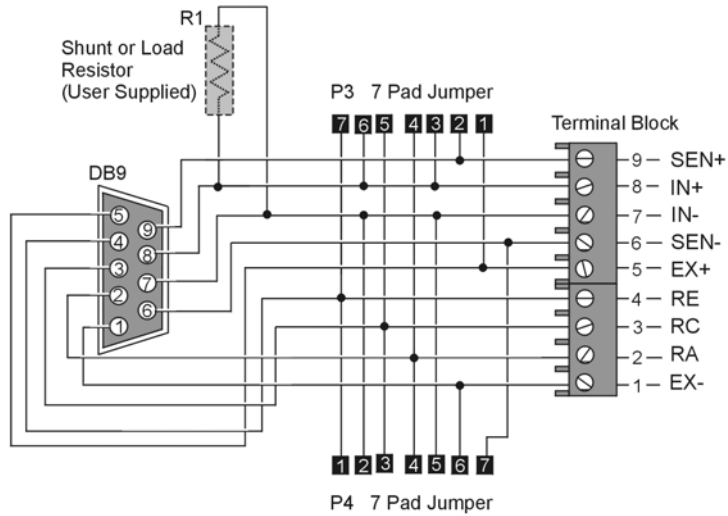 R1
Shunt or Load
Resistor
(User Supplied)
P3 7 Pad Jumper
7 6 5 4 3 2 1
Terminal Block
DB9
5
9
4
8
3
7
2
6
1
9 SEN+
8 IN+
7 IN-
6 SEN-
5 EX+
4 RE
3 RC
2 RA
1 EX-
1 2 3 4 5 6 7
P4 7 Pad Jumper